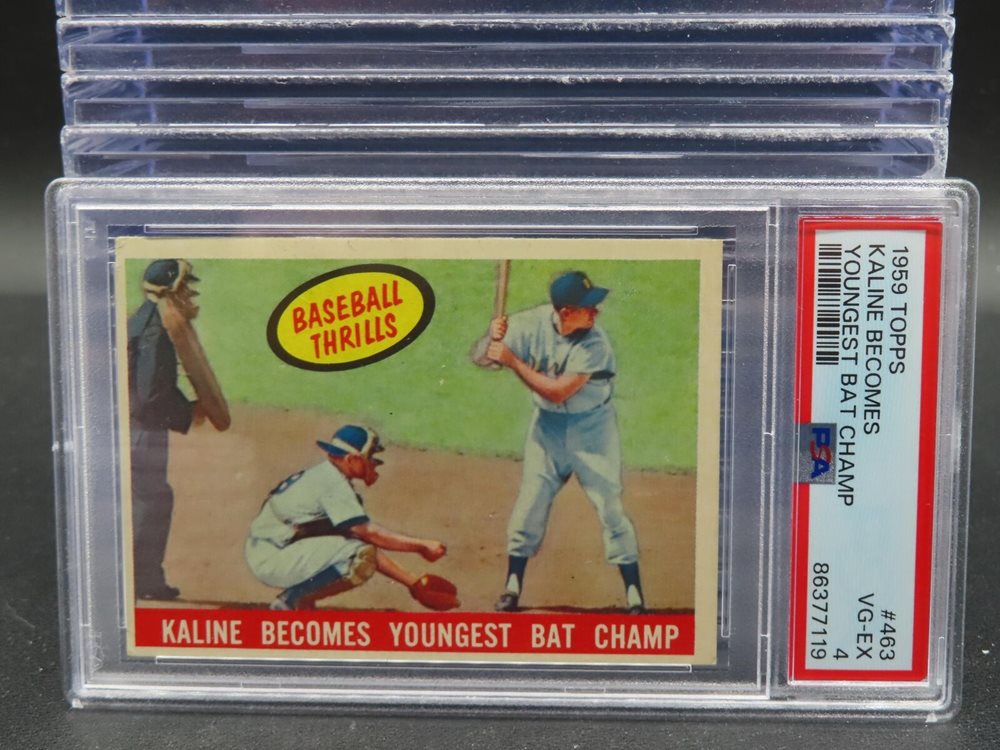 BASEBALL
THRILLS
KALINE BECOMES YOUNGEST BAT CHAMP
1959 TOPPS #463
KALINE BECOMES VG-EX
YOUNGEST BAT CHAMP 4
PSA 86377119